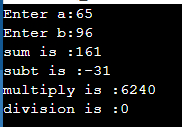 Enter a:65
Enter b:96
sum is :161
subt is :-31
multiply is :6240
division is :0